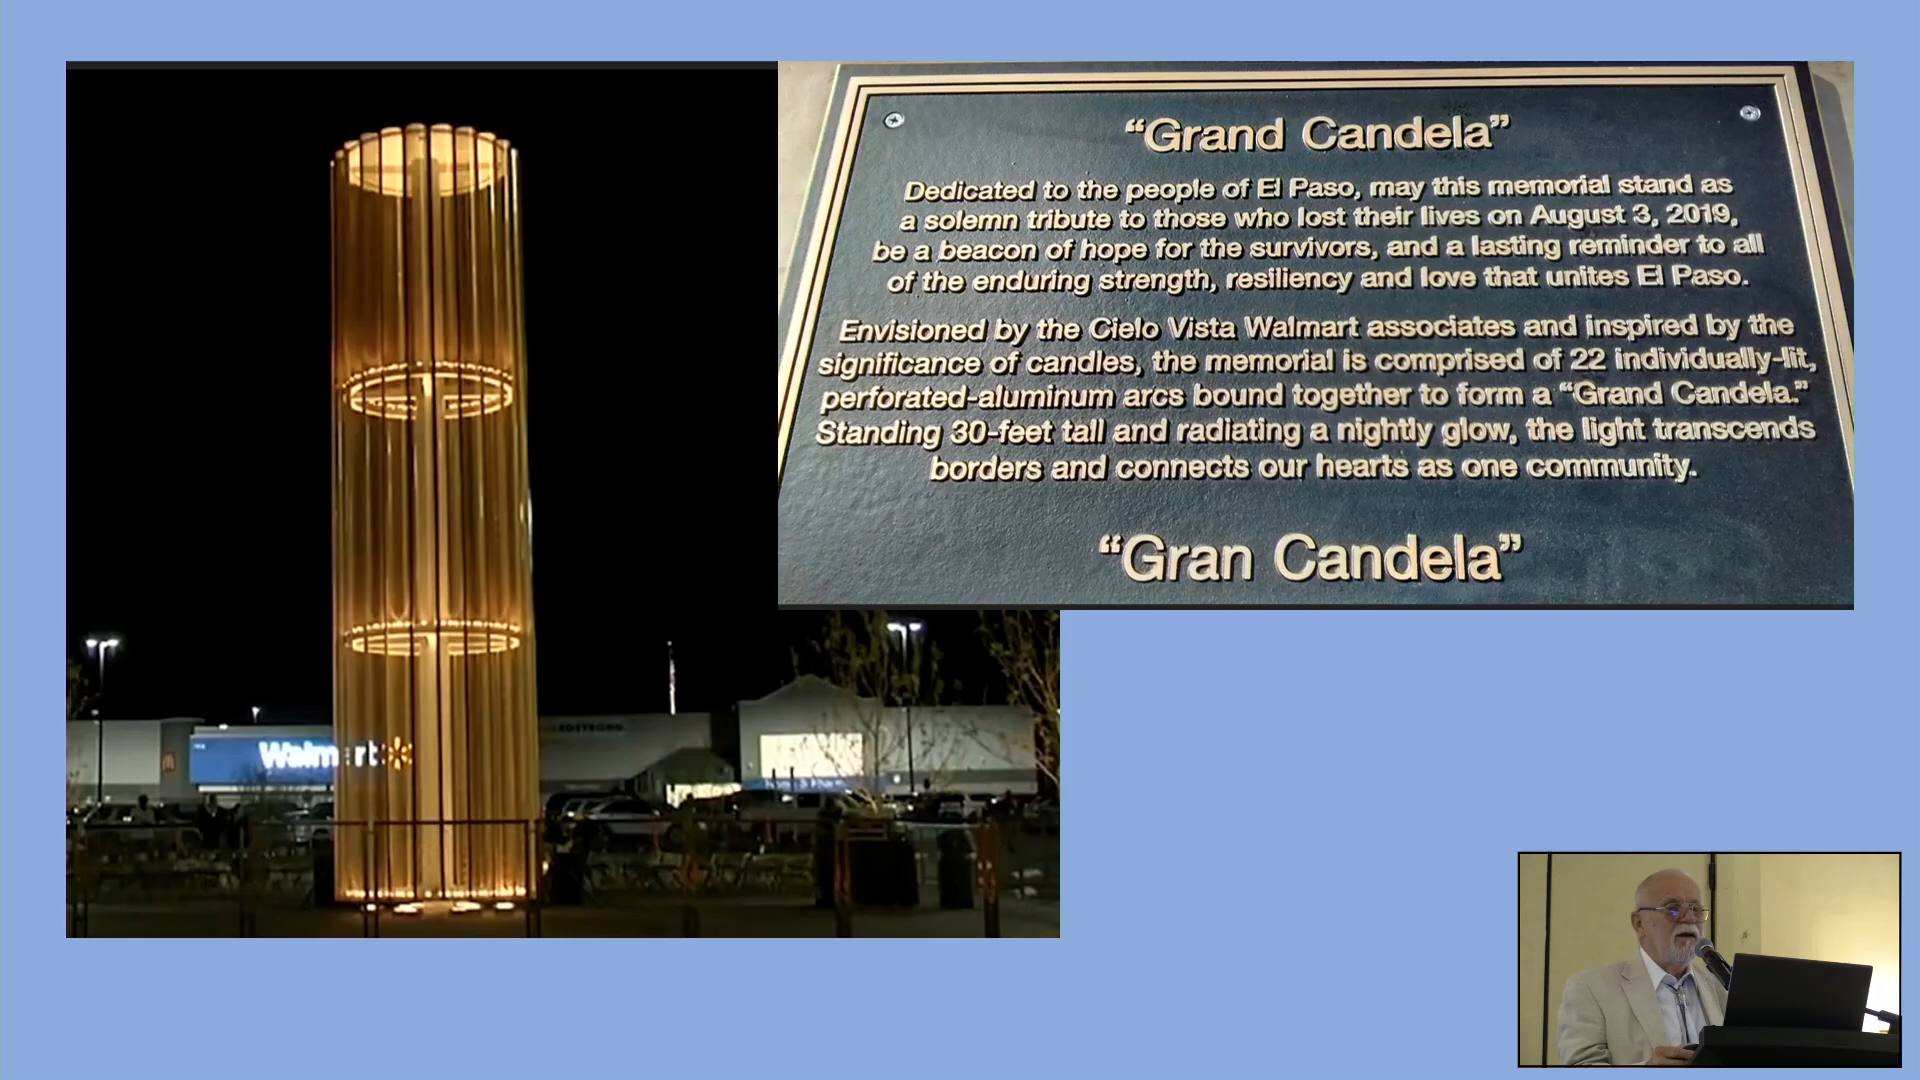 “Grand Candela”
Dedicated to the people of El Paso, may this memorial stand as
a solemn tribute to those who lost their lives on August 3, 2019,
be a beacon of hope for the survivors, and a lasting reminder to all
of the enduring strength, resiliency and love that unites El Paso.
Envisioned by the Cielo Vista Walmart associates and inspired by the
significance of candles, the memorial is comprised of 22 individually-lit,
perforated-aluminum arcs bound together to form a “Grand Candela.”
Standing 30-feet tall and radiating a nightly glow, the light transcends
borders and connects our hearts as one community.
“Gran Candela”
Walmart